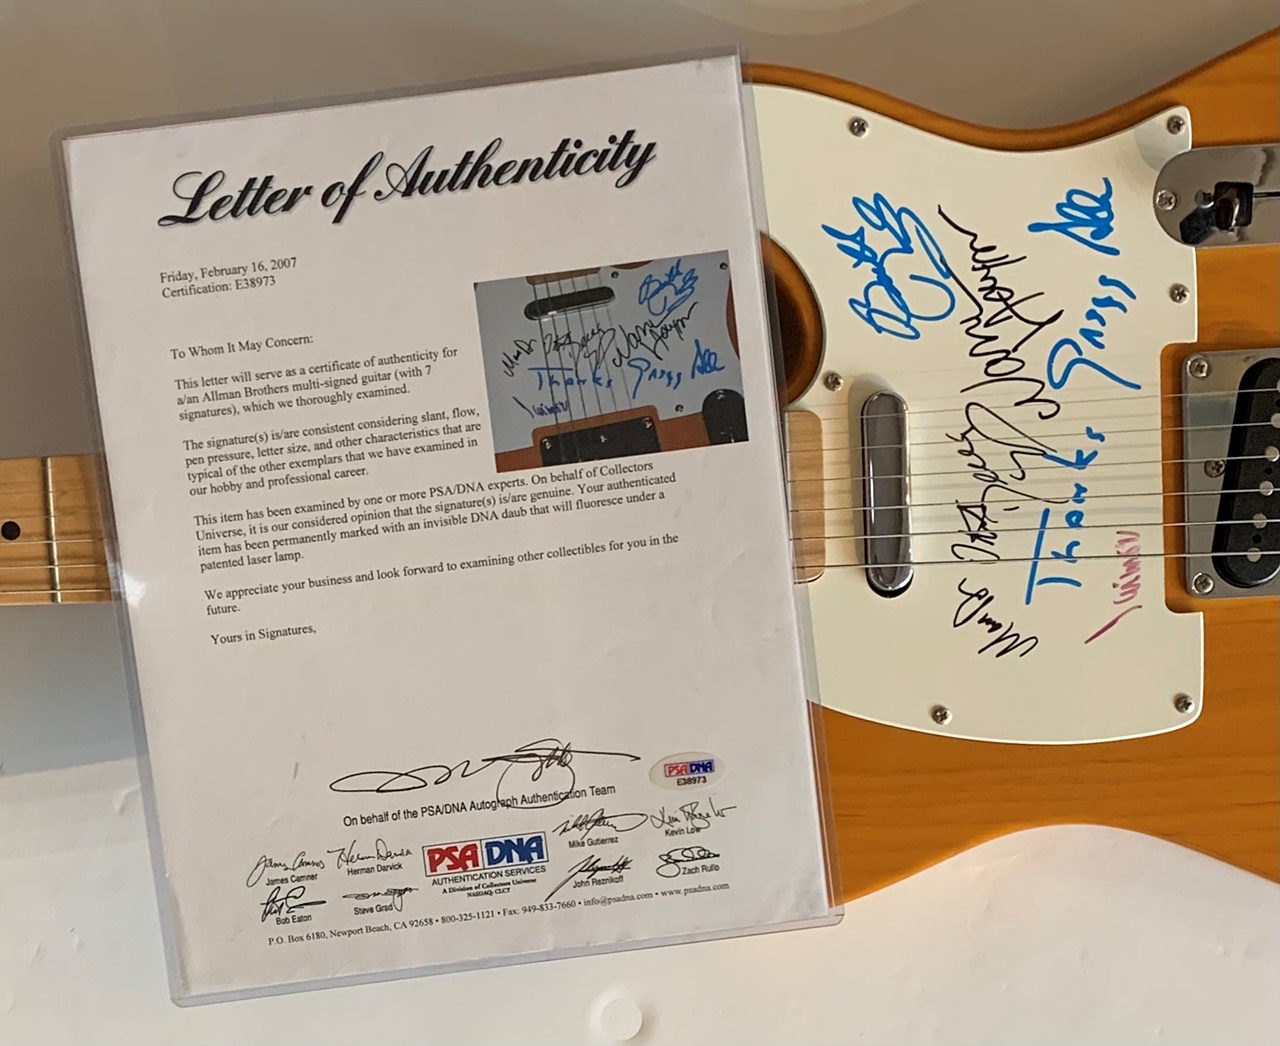 Letter of Authenticity
Friday, February 16, 2007
Certification: E38973
To Whom It May Concern:
This letter will serve as a certificate of authenticity for
a/an Allman Brothers multi-signed guitar (with 7
signatures), which we thoroughly examined.
The signature(s) is/are consistent considering slant, flow,
pen pressure, letter size, and other characteristics that are
typical of the other exemplars that we have examined in
our hobby and professional career.
This item has been examined by one or more PSA/DNA experts. On behalf of Collectors
Universe, it is our considered opinion that the signature(s) is/are genuine. Your authenticated
item has been permanently marked with an invisible DNA daub that will fluoresce under a
patented laser lamp.
We appreciate your business and look forward to examining other collectibles for you in the
future.
Yours in Signatures,
On behalf of the PSA/DNA Autograph Authentication Team
PSA DNA
E38973
James Camner
Herman Darvick
Bob Eaton
Steve Grad
PSA DNA
AUTHENTICATION SERVICES
A Division of Collectors Universe
NASDAQ: CLCT
Mike Gutierrez
Kevin Low
John Reznikoff
Zach Rullo
P.O. Box 6180, Newport Beach, CA 92658 • 800-325-1121 • Fax: 949-833-7660 • info@psadna.com • www.psadna.com
Butch
Warren Haynes
Thanks Gregg All
Jaimoe